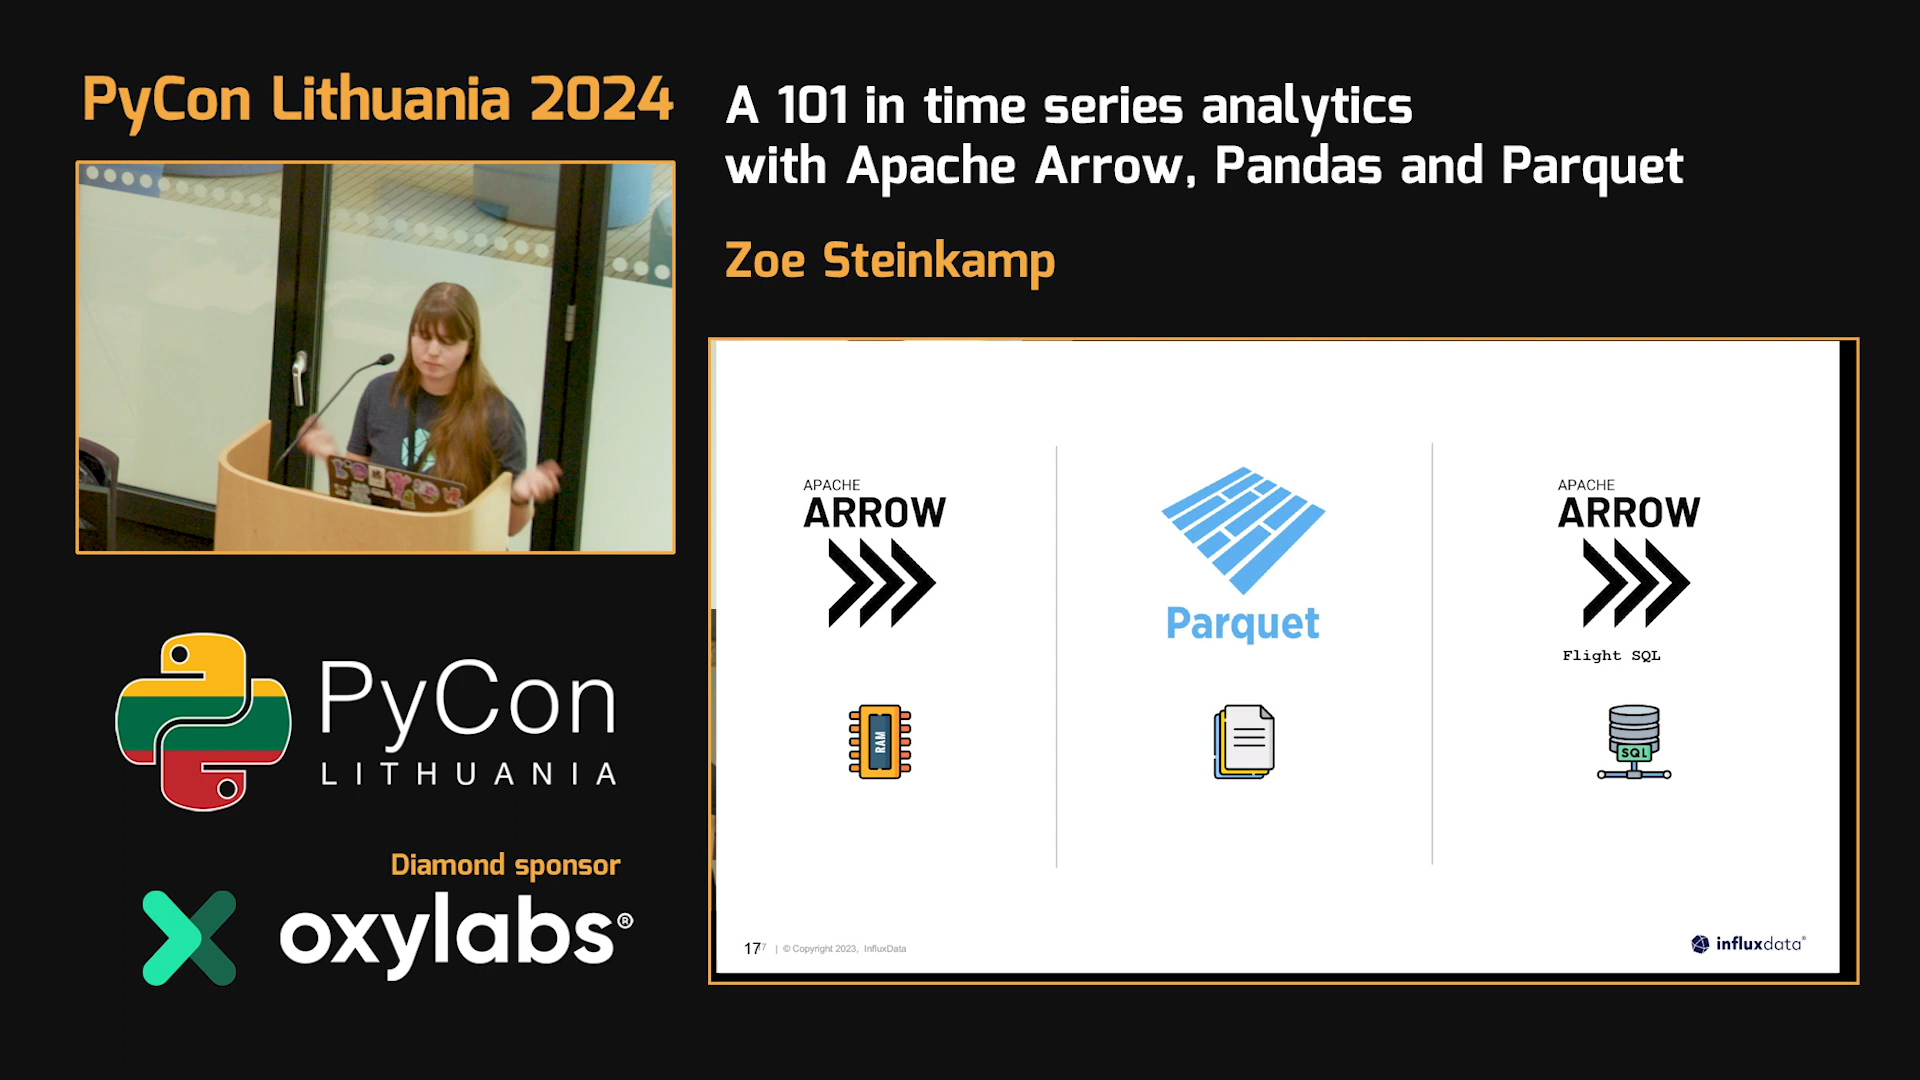 PyCon Lithuania 2024
A 101 in time series analytics
with Apache Arrow, Pandas and Parquet
Zoe Steinkamp
APACHE
ARROW
Parquet
APACHE
ARROW
Flight SQL
RAM
SQL
17 | © Copyright 2023, InfluxData
influxdata®
PyCon
LITHUANIA
Diamond sponsor
oxylabs®